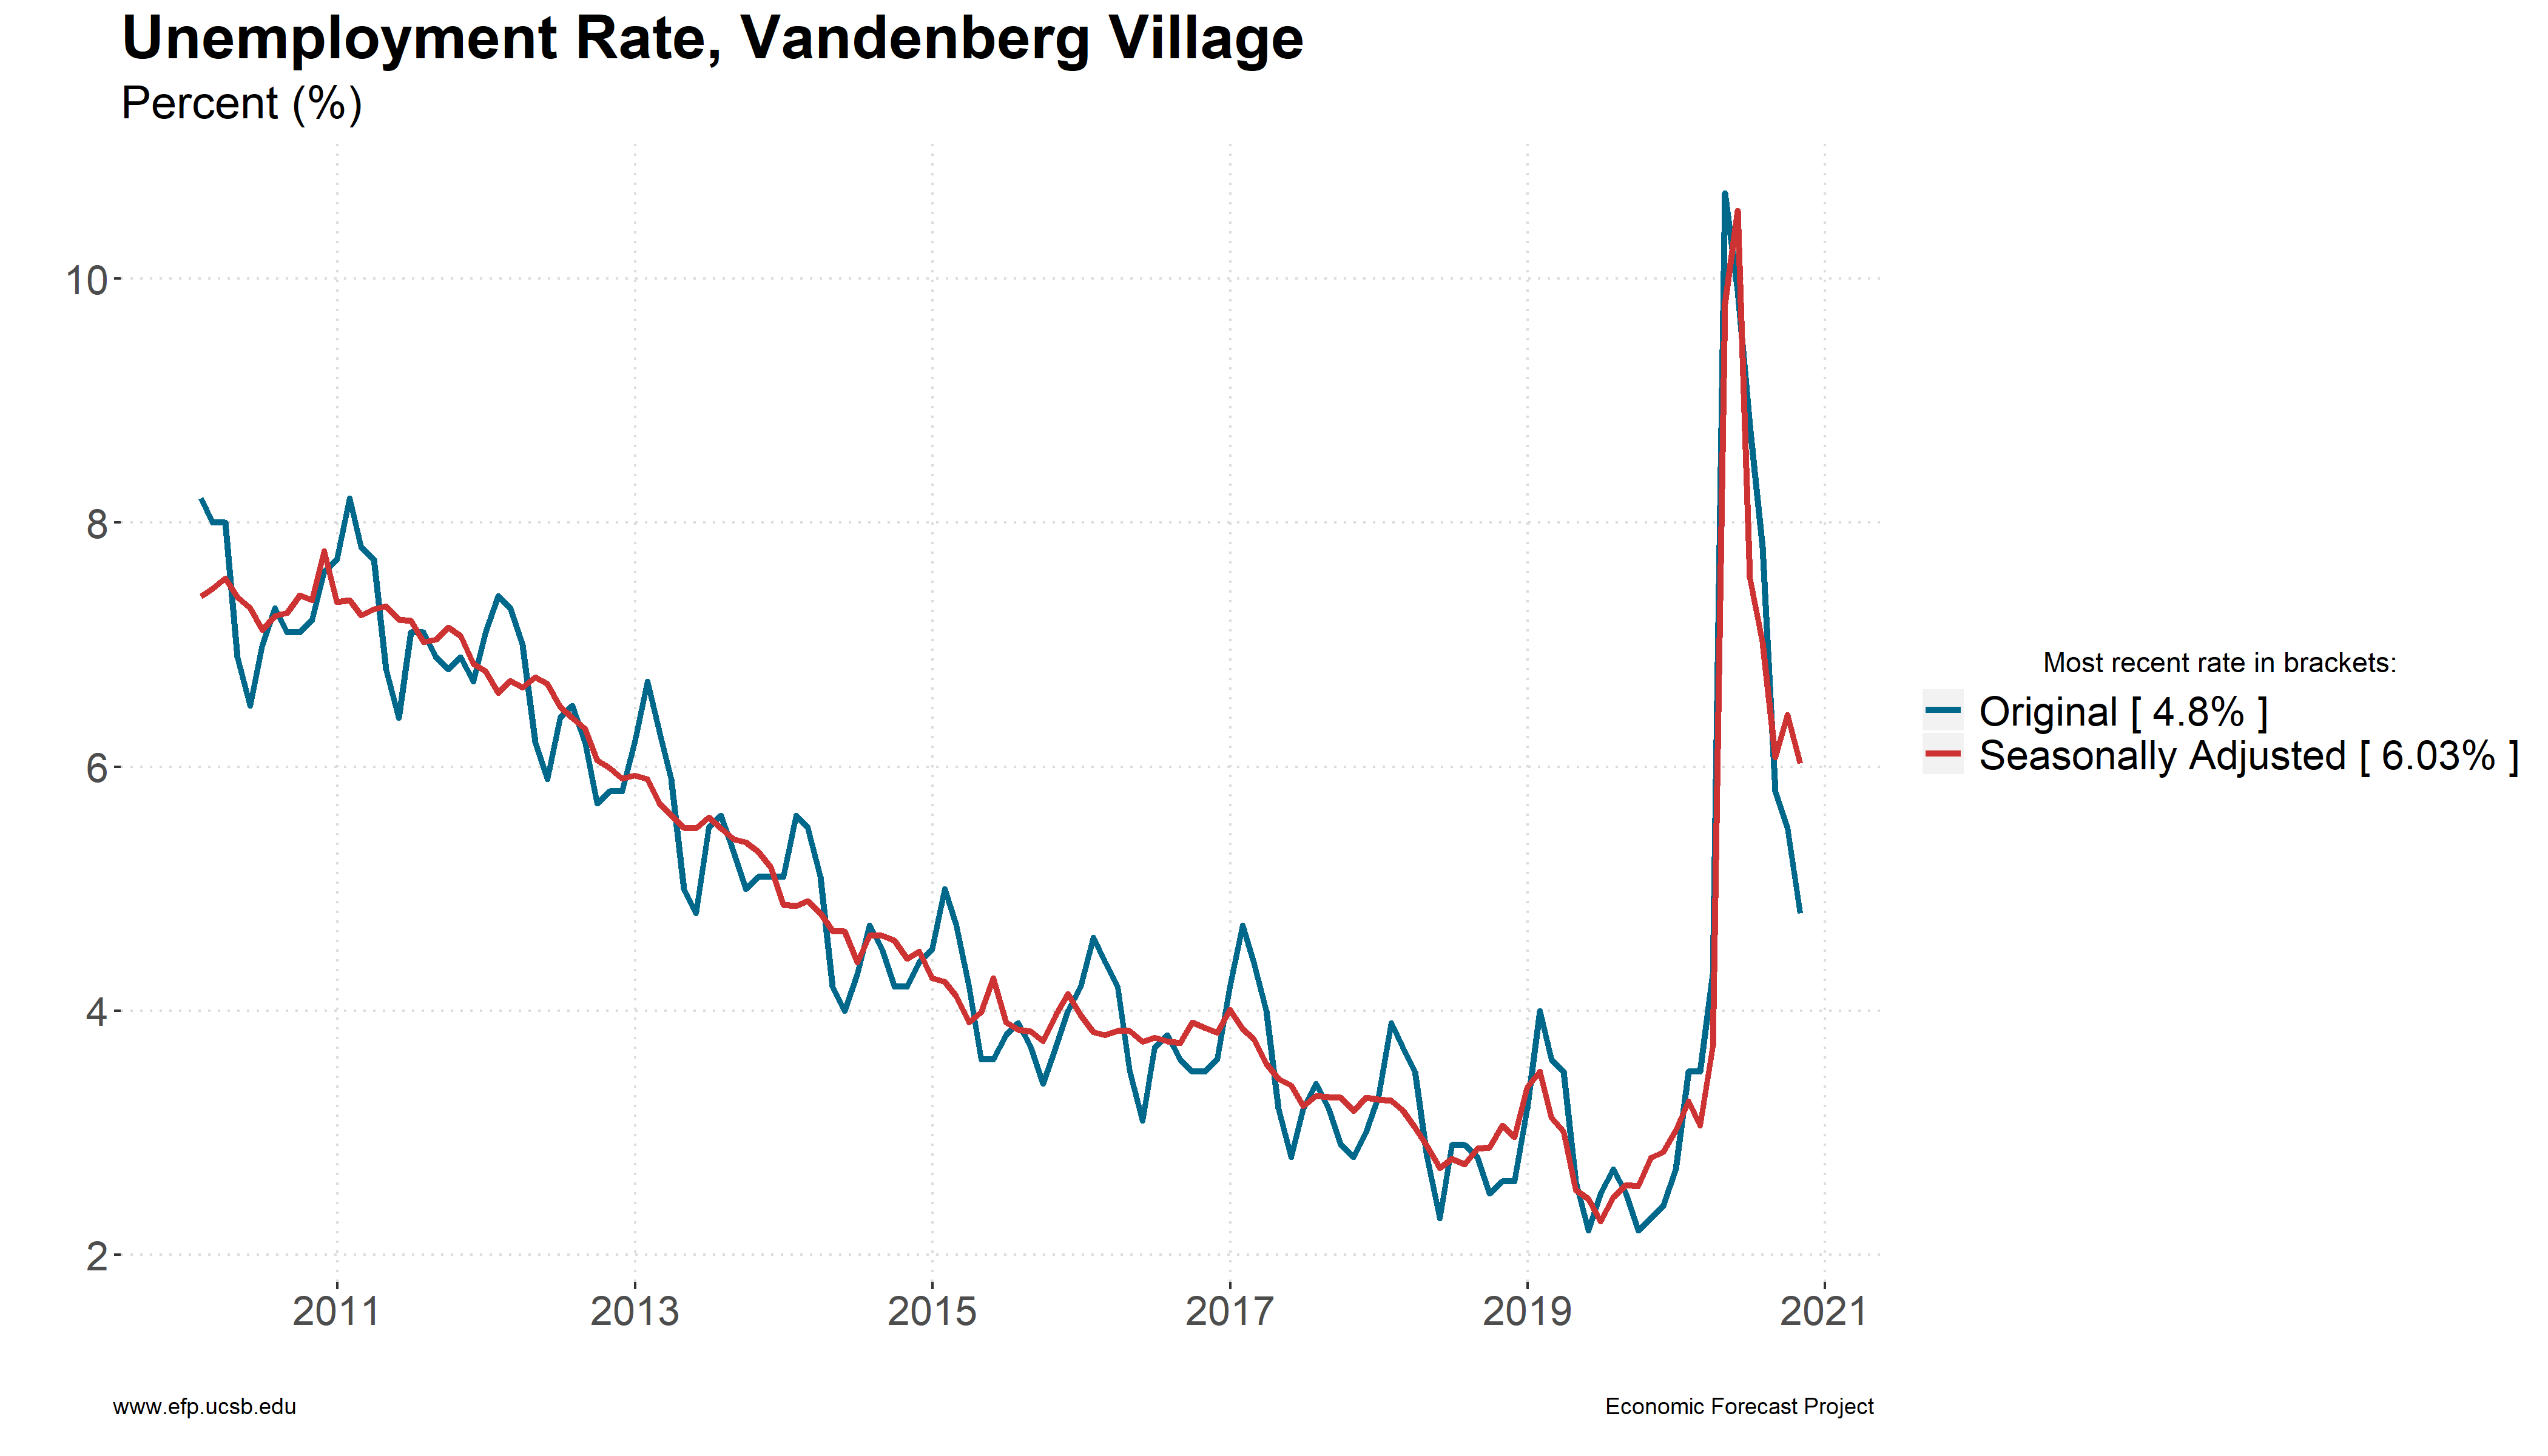 Unemployment Rate, Vandenberg Village
Percent (%)
10
8
6
4
2
2011 2013 2015 2017 2019 2021
Most recent rate in brackets:
Original [ 4.8% ]
Seasonally Adjusted [ 6.03% ]
www.efp.ucsb.edu
Economic Forecast Project